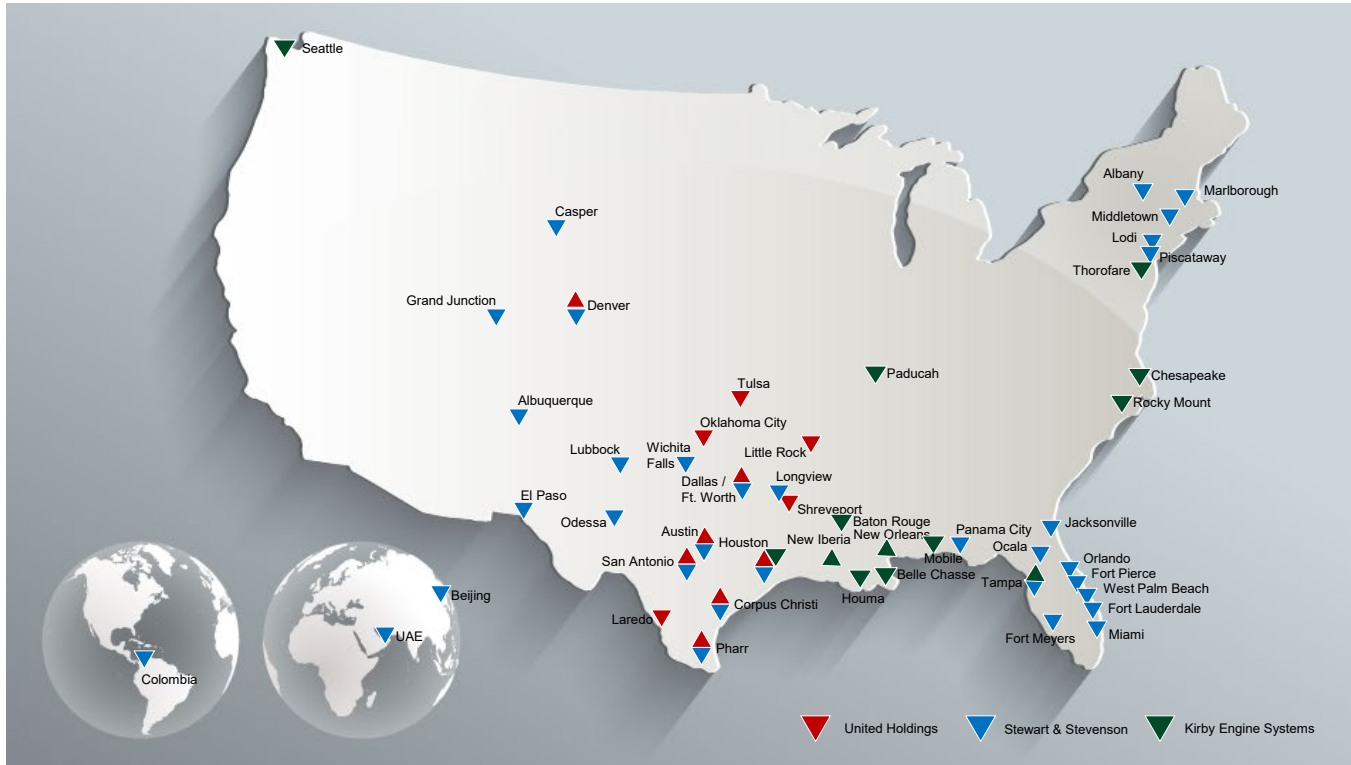 Seattle
Albany
Marlborough
Casper
Middletown
Lodi
Piscataway
Thorofare
Grand Junction
Denver
Paducah
Chesapeake
Tulsa
Albuquerque
Rocky Mount
Oklahoma City
Lubbock
Wichita
Falls
Little Rock
Dallas /
Ft. Worth
Longview
El Paso
Odessa
Shreveport
Baton Rouge
Jacksonville
Austin
Houston
New Iberia
New Orleans
Panama City
Mobile
Ocala
San Antonio
Belle Chasse
Orlando
Fort Pierce
Tampa
West Palm Beach
Beijing
Houma
Corpus Christi
Fort Lauderdale
Laredo
UAE
Fort Meyers
Miami
Pharr
Colombia
United Holdings
Stewart & Stevenson
Kirby Engine Systems